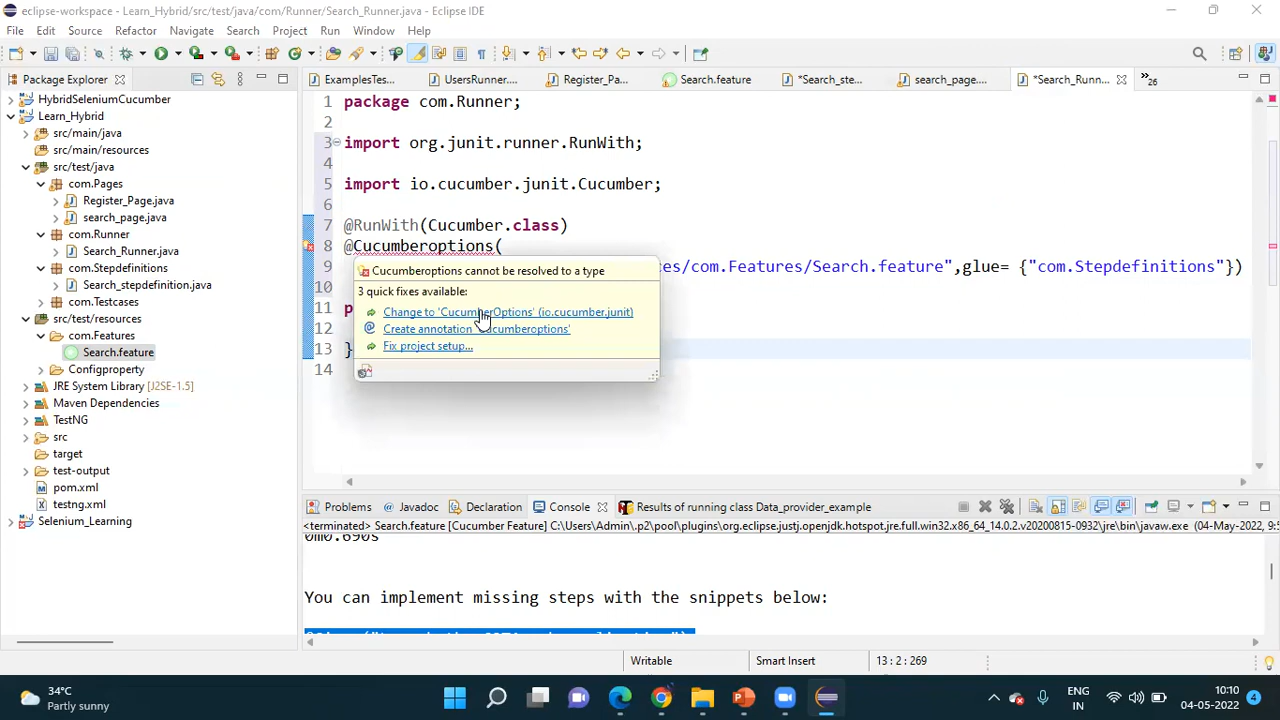 eclipse-workspace - Learn_Hybrid/src/test/java/com/Runner/Search_Runner.java - Eclipse IDE
File Edit Source Refactor Navigate Search Project Run Window Help
Package Explorer
ExamplesTes... UsersRunner.... Register_Pa... Search.feature *Search_ste... search_page.... *Search_Runn... »26
HybridSeleniumCucumber
Learn_Hybrid
src/main/java
src/main/resources
src/test/java
com.Pages
Register_Page.java
search_page.java
com.Runner
Search_Runner.java
com.Stepdefinitions
Search_stepdefinition.java
com.Testcases
src/test/resources
com.Features
Search.feature
Configproperty
JRE System Library [J2SE-1.5]
Maven Dependencies
TestNG
src
target
test-output
pom.xml
testng.xml
Selenium_Learning
1 package com.Runner;
2
3 import org.junit.runner.RunWith;
4
5 import io.cucumber.junit.Cucumber;
6
7 @RunWith(Cucumber.class)
8 @Cucumberoptions(
9 es/com.Features/Search.feature",glue= {"com.Stepdefinitions"})
10
11 p
12
13 }
14
Cucumberoptions cannot be resolved to a type
3 quick fixes available:
Change to 'CucumberOptions' (io.cucumber.junit)
Create annotation 'Cucumberoptions'
Fix project setup...
Problem Javadoc Declaration Console Results of running class Data_provider_example
<terminated> Search.feature [Cucumber Feature] C:\Users\Admin\.p2\pool\plugins\org.eclipse.justj.openjdk.hotspot.jre.full.win32.x86_64_14.0.2.v20200815-0932\jre\bin\javaw.exe (04-May-2022, 9:5
0m0.690s
You can implement missing steps with the snippets below:
Writable Smart Insert 13:2:269
34°C
Partly sunny
ENG
IN
10:10
04-05-2022
4